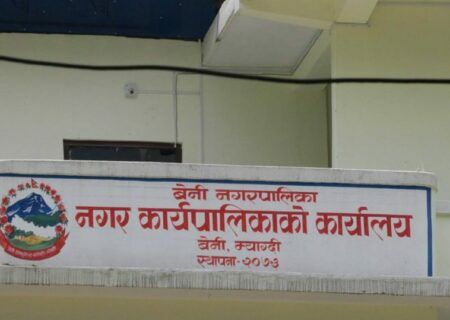 बेनी नगरपालिका
नगर कार्यपालिकाको कार्यालय
बेनी, म्याग्दी
स्थापना-२०७३